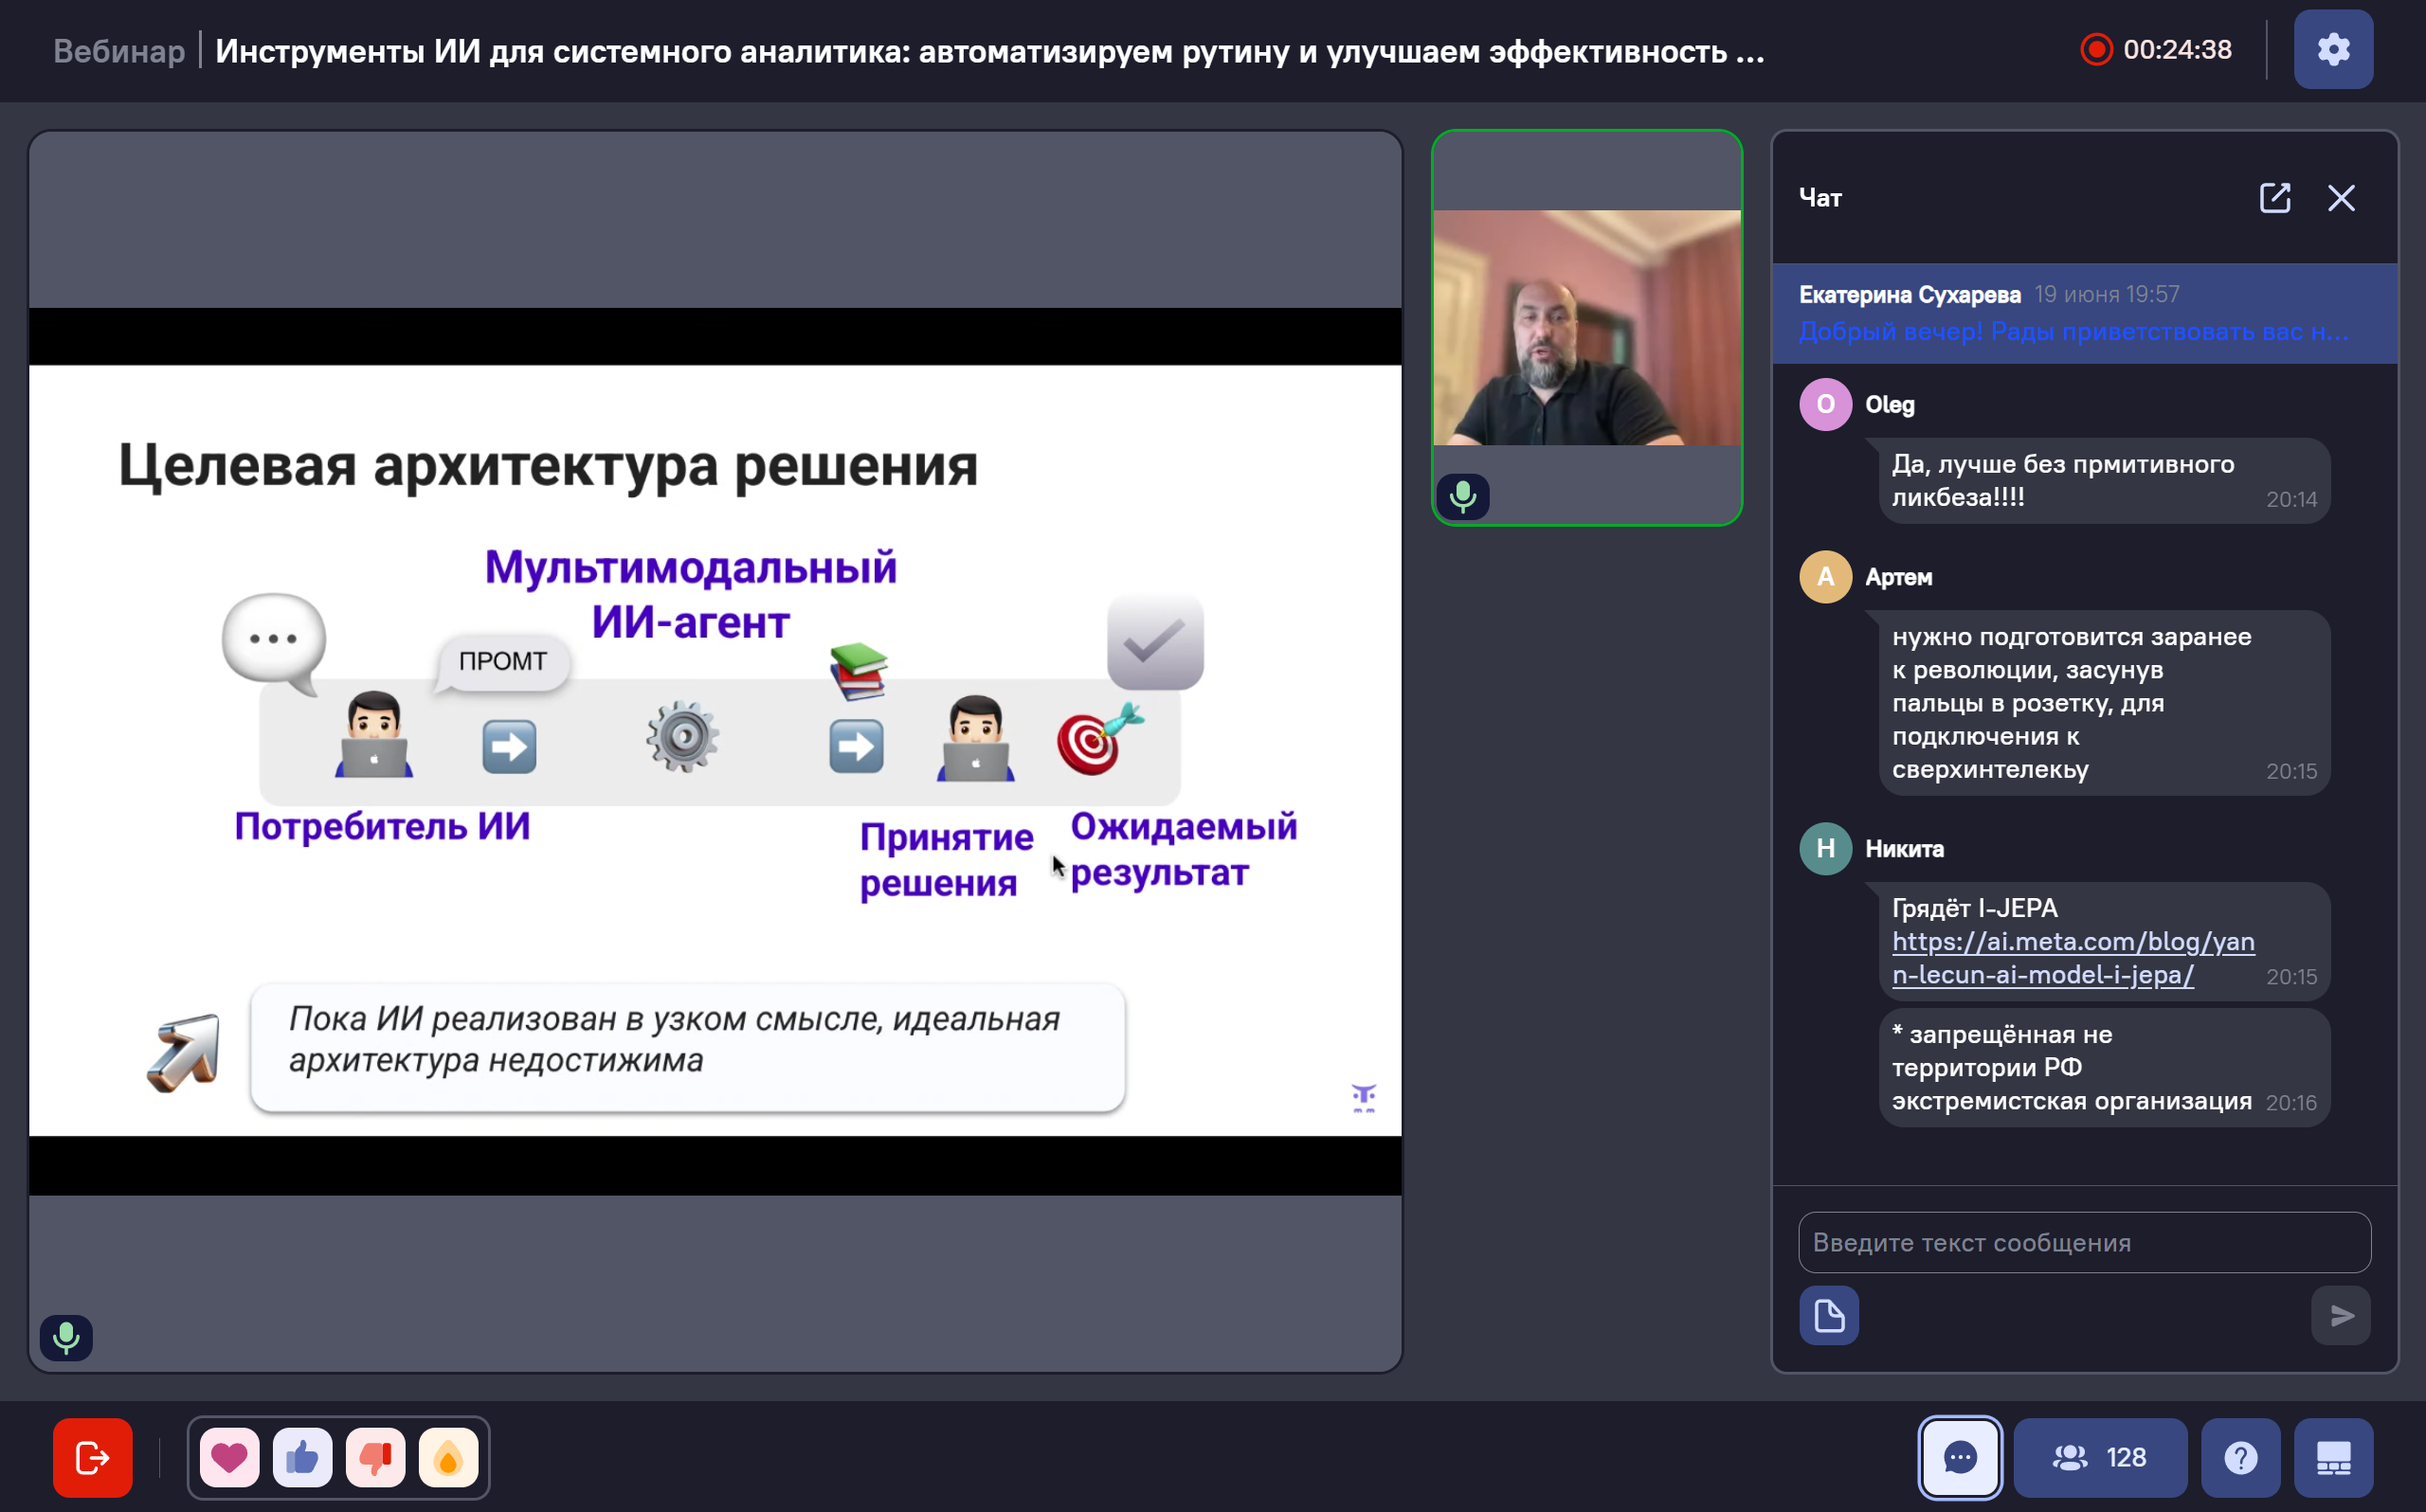 Вебинар
Инструменты ИИ для системного аналитика: автоматизируем рутину и улучшаем эффективность ...
00:24:38
Целевая архитектура решения
Мультимодальный
ИИ-агент
ПРОМТ
Потребитель ИИ
Принятие
решения
Ожидаемый
результат
Пока ИИ реализован в узком смысле, идеальная
архитектура недостижима
Чат
Екатерина Сухарева 19 июня 19:57
Добрый вечер! Рады приветствовать вас н...
О
Oleg
Да, лучше без прмитивного
ликбеза!!!!
20:14
А
Артем
нужно подготовится заранее
к революции, засунув
пальцы в розетку, для
подключения к
сверхинтелекьу
20:15
Н
Никита
Грядёт I-JEPA
https://ai.meta.com/blog/yan
n-lecun-ai-model-i-jepa/
20:15
* запрещённая не
территории РФ
экстремистская организация
20:16
Введите текст сообщения
128